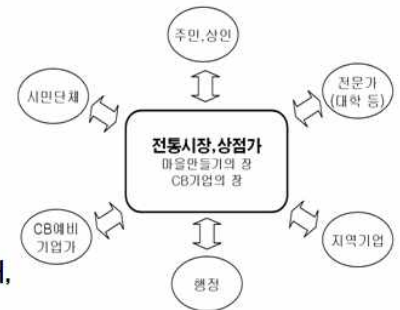 주민,상인
시민단체
전문가
(대학 등)
전통시장,상점가
마을만들기의 장
CB기업의 장
CB예비
기업가
지역기업
행정